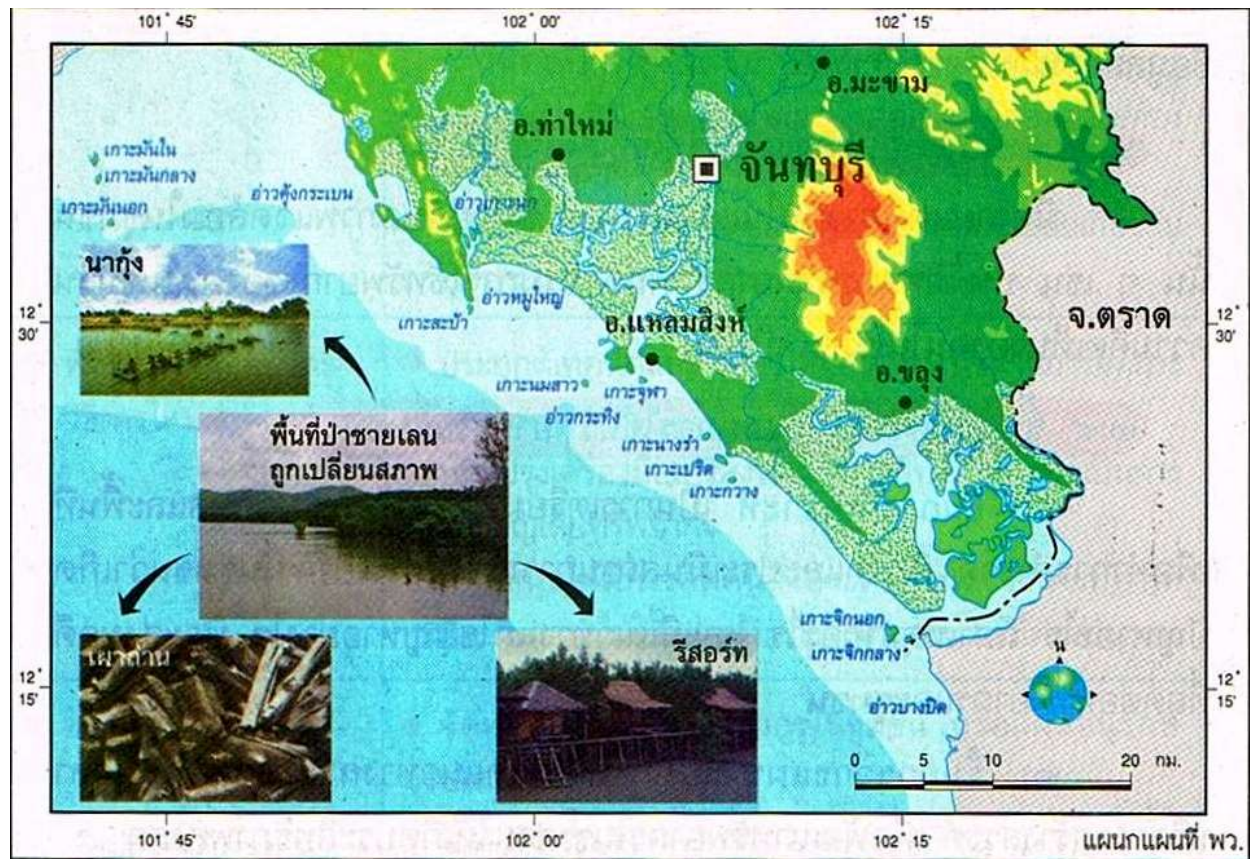 101° 45'
102° 00'
102° 15'
อ.มะขาม
อ.ท่าใหม่
จันทบุรี
เกาะมันใน
เกาะมันกลาง
เกาะมันนอก
อ่าวคุ้งกระเบน
นากุ้ง
อ่าวหมูใหญ่
เกาะสะบ้า
อ.แหลมสิงห์
จ.ตราด
12°
30'
12°
30'
อ.ขลุง
เกาะนมสาว
เกาะจุฬา
อ่าวกระทิง
พื้นที่ป่าชายเลน
ถูกเปลี่ยนสภาพ
เกาะนางรำ
เกาะเปริด
เกาะกวาง
เกาะจิกนอก
เกาะจิกกลาง
เผาถ่าน
รีสอร์ท
น
12°
15'
12°
15'
อ่าวบางปิด
0 5 10 20 กม.
101° 45'
102° 00'
102° 15'
แผนกแผนที่ พว.